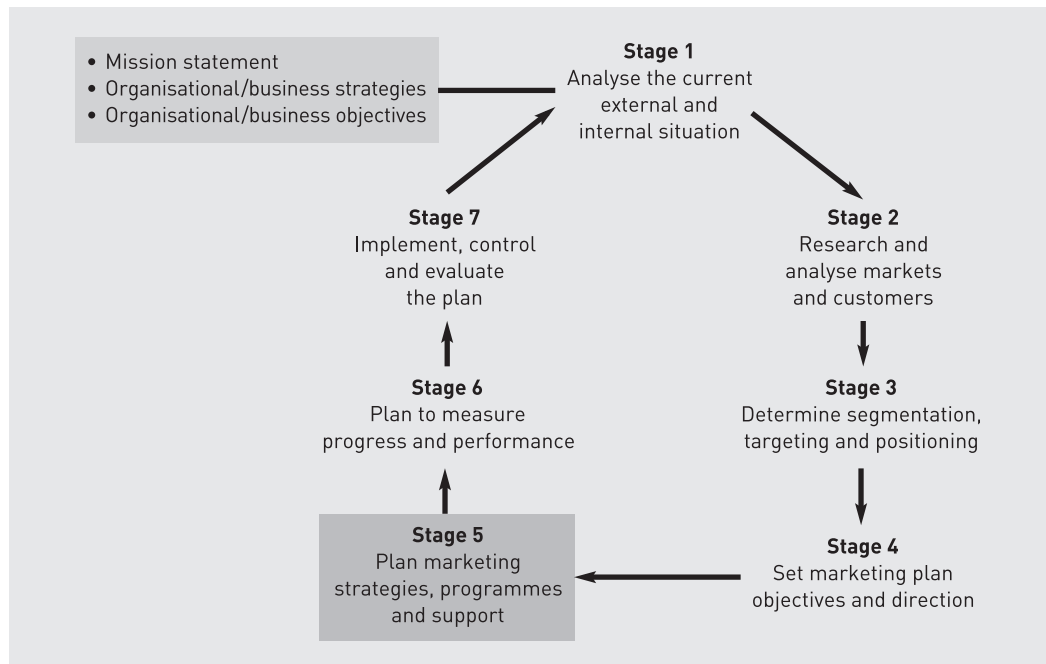 • Mission statement
• Organisational/business strategies
• Organisational/business objectives
Stage 1
Analyse the current
external and
internal situation
Stage 2
Research and
analyse markets
and customers
Stage 3
Determine segmentation,
targeting and positioning
Stage 4
Set marketing plan
objectives and direction
Stage 5
Plan marketing
strategies, programmes
and support
Stage 6
Plan to measure
progress and performance
Stage 7
Implement, control
and evaluate
the plan